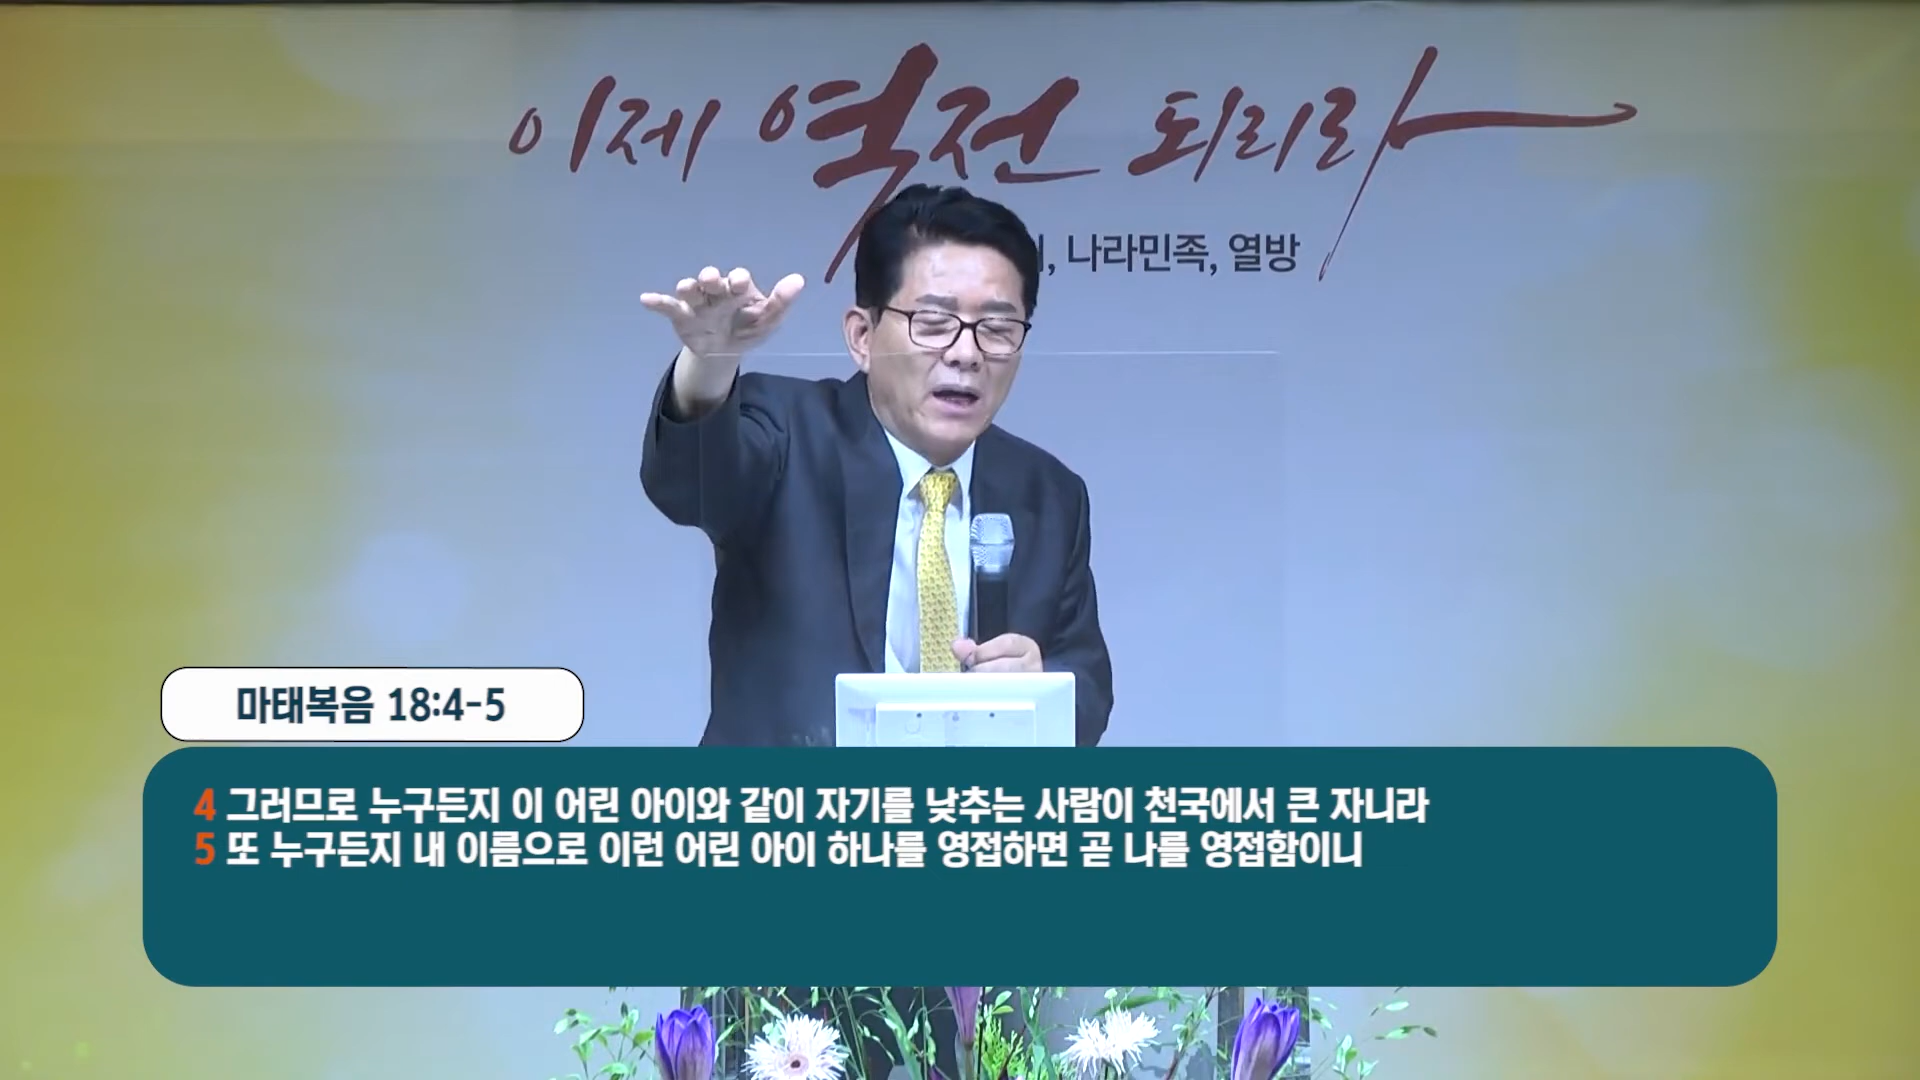 이제 역전 되리라
, 나라민족, 열방
마태복음 18:4-5
4 그러므로 누구든지 이 어린 아이와 같이 자기를 낮추는 사람이 천국에서 큰 자니라
5 또 누구든지 내 이름으로 이런 어린 아이 하나를 영접하면 곧 나를 영접함이니